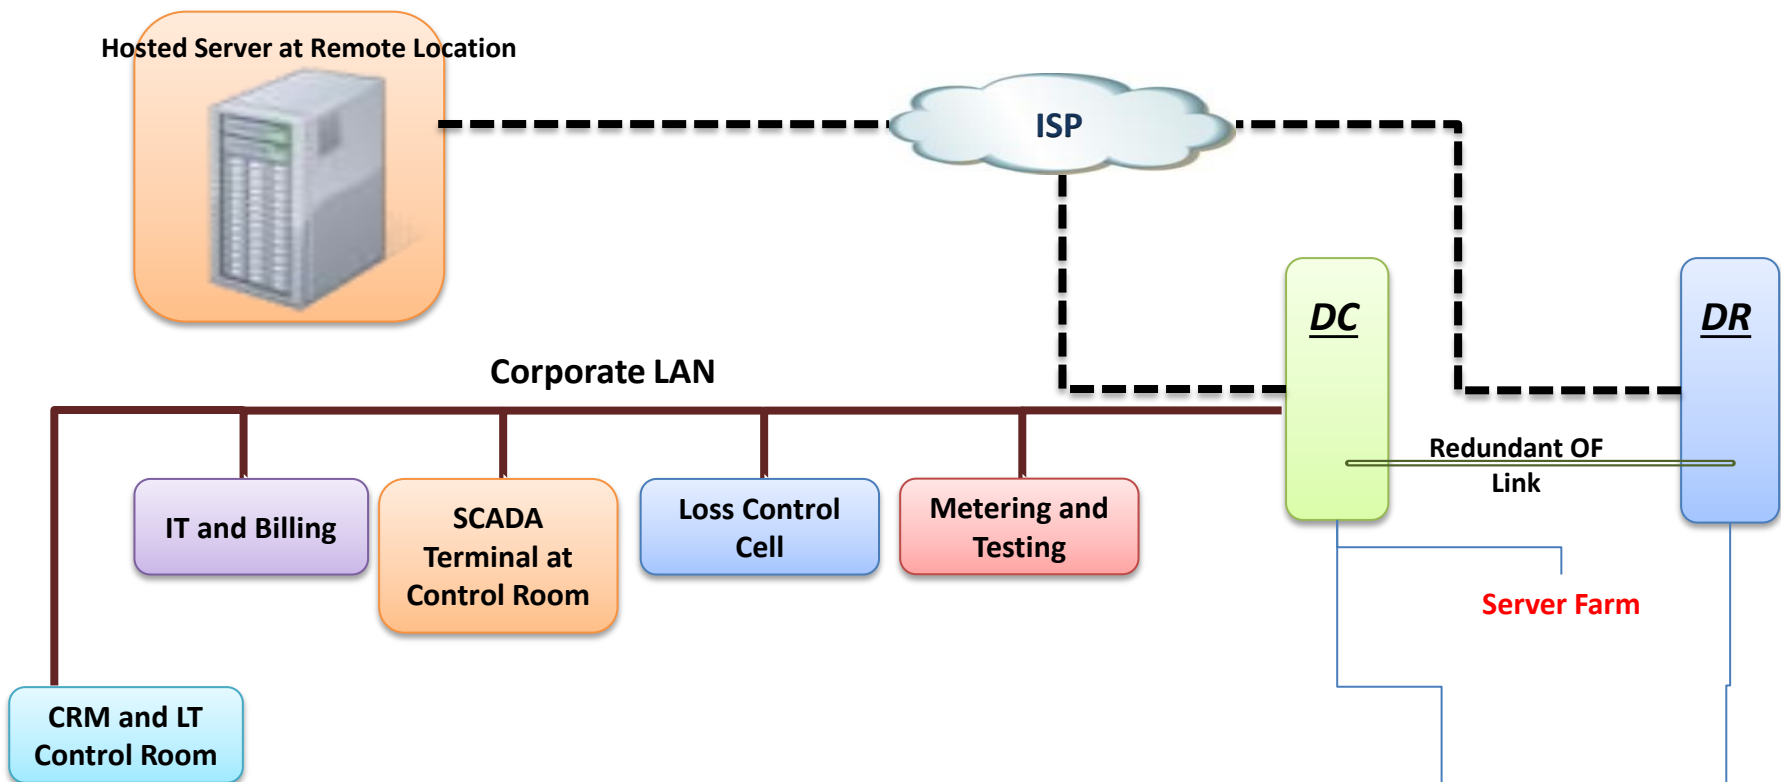 Hosted Server at Remote Location
ISP
DC
DR
Corporate LAN
Redundant OF
Link
IT and Billing
SCADA
Terminal at
Control Room
Loss Control
Cell
Metering and
Testing
Server Farm
CRM and LT
Control Room